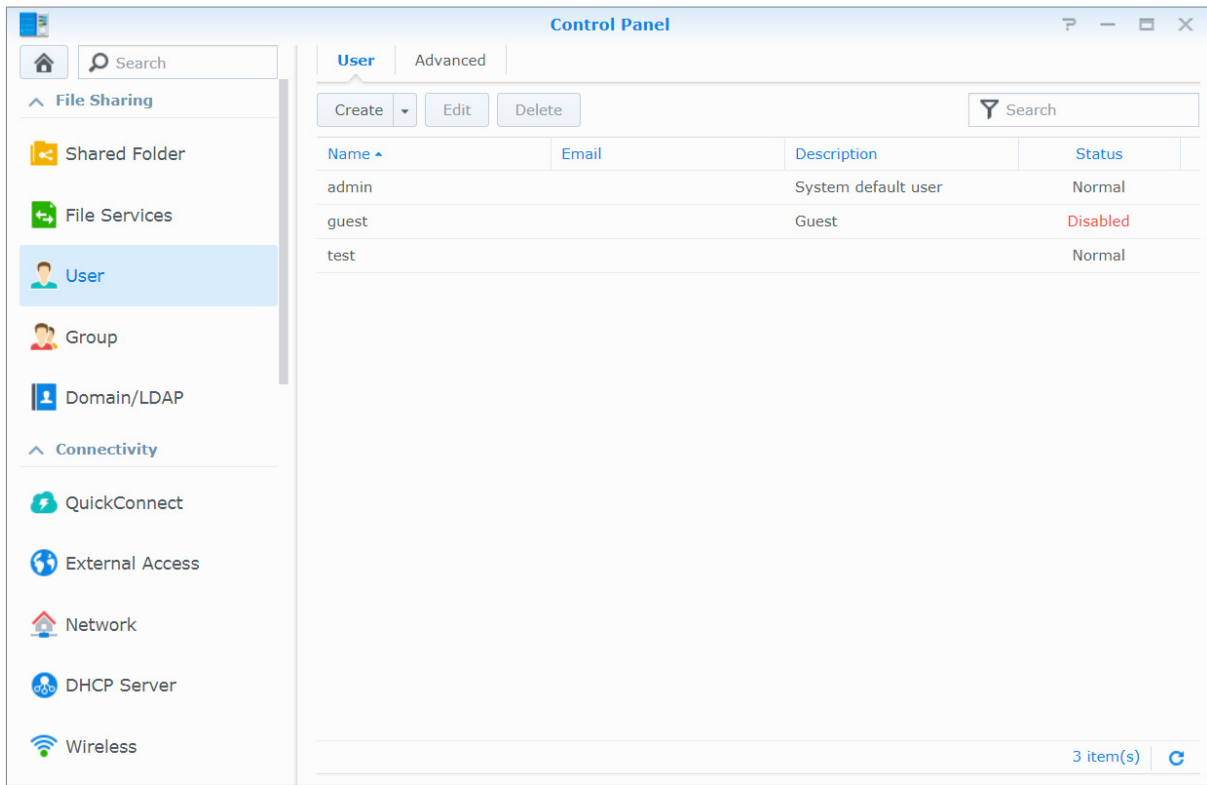 Control Panel
Search
File Sharing
Shared Folder
File Services
User
Group
Domain/LDAP
Connectivity
QuickConnect
External Access
Network
DHCP Server
Wireless
User Advanced
Create Edit Delete Search
Name Email Description Status
admin System default user Normal
guest Guest Disabled
test Normal
3 item(s)